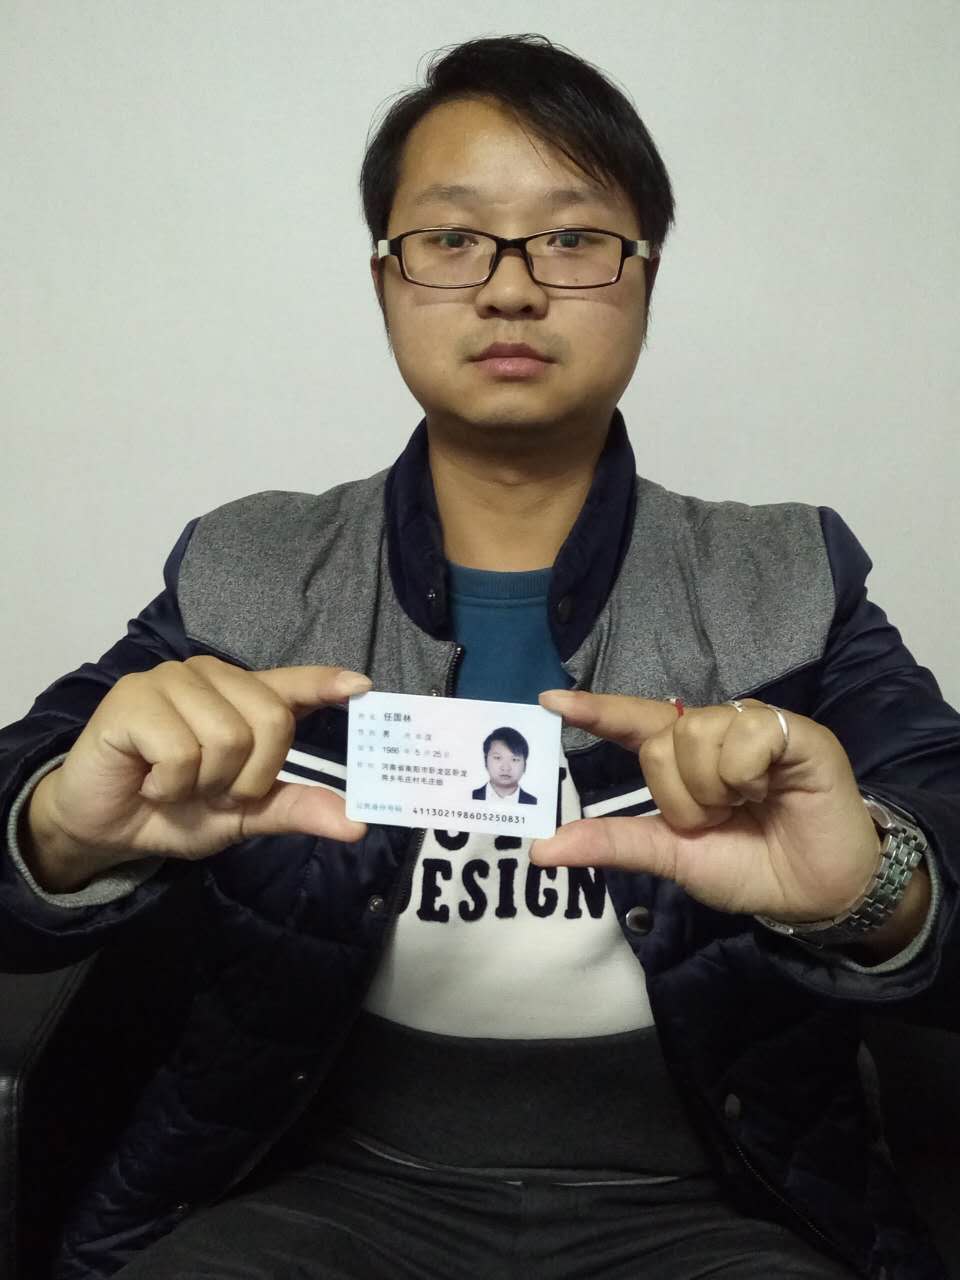 姓名 任国林
性别 男 民族 汉
出生 1986 年 5 月 25 日
住址 河南省南阳市卧龙区卧龙
岗乡毛庄村毛庄组
公民身份号码 411302198605250831
DESIGN